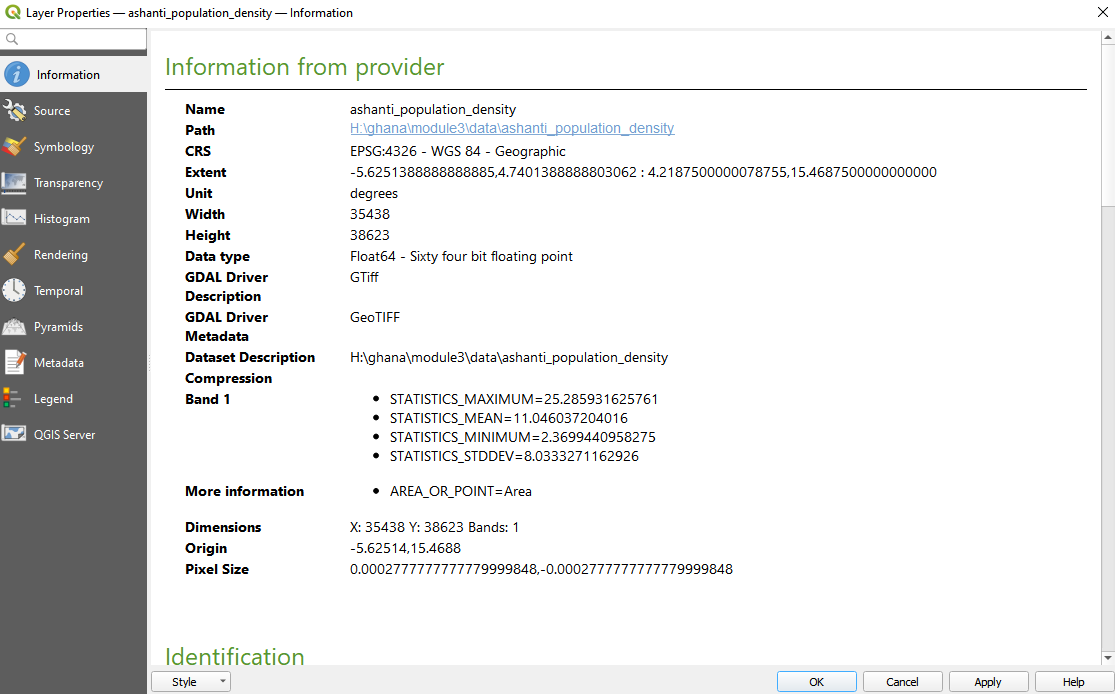 Layer Properties — ashanti_population_density — Information
Information
Source
Symbology
Transparency
Histogram
Rendering
Temporal
Pyramids
Metadata
Legend
QGIS Server
Information from provider
Name ashanti_population_density
Path H:\ghana\module3\data\ashanti_population_density
CRS EPSG:4326 - WGS 84 - Geographic
Extent -5.6251388888888885,4.7401388888803062 : 4.2187500000078755,15.4687500000000000
Unit degrees
Width 35438
Height 38623
Data type Float64 - Sixty four bit floating point
GDAL Driver GTiff
Description
GDAL Driver GeoTIFF
Metadata
Dataset Description H:\ghana\module3\data\ashanti_population_density
Compression
Band 1
• STATISTICS_MAXIMUM=25.285931625761
• STATISTICS_MEAN=11.046037204016
• STATISTICS_MINIMUM=2.3699440958275
• STATISTICS_STDDEV=8.0333271162926
More information • AREA_OR_POINT=Area
Dimensions X: 35438 Y: 38623 Bands: 1
Origin -5.62514,15.4688
Pixel Size 0.0002777777777779999848,-0.0002777777777779999848
Identification
Style
OK
Cancel
Apply
Help